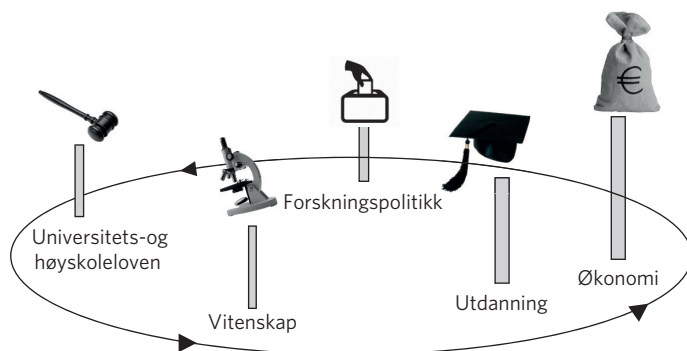 €
Forskningspolitikk
Universitets-og
høyskoleloven
Økonomi
Utdanning
Vitenskap